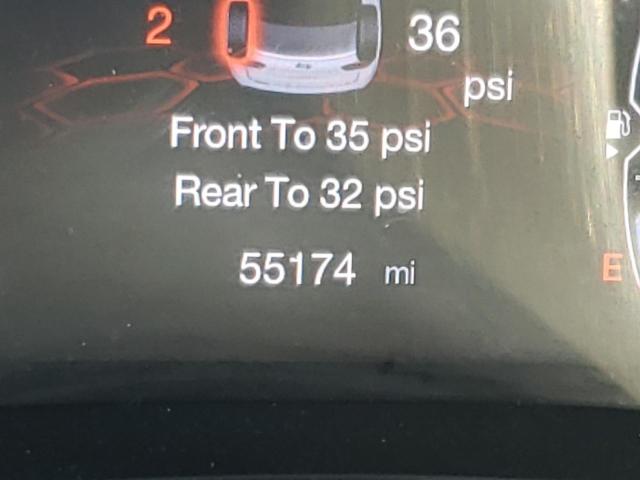 2 36
psi
Front To 35 psi
Rear To 32 psi
55174 mi
E